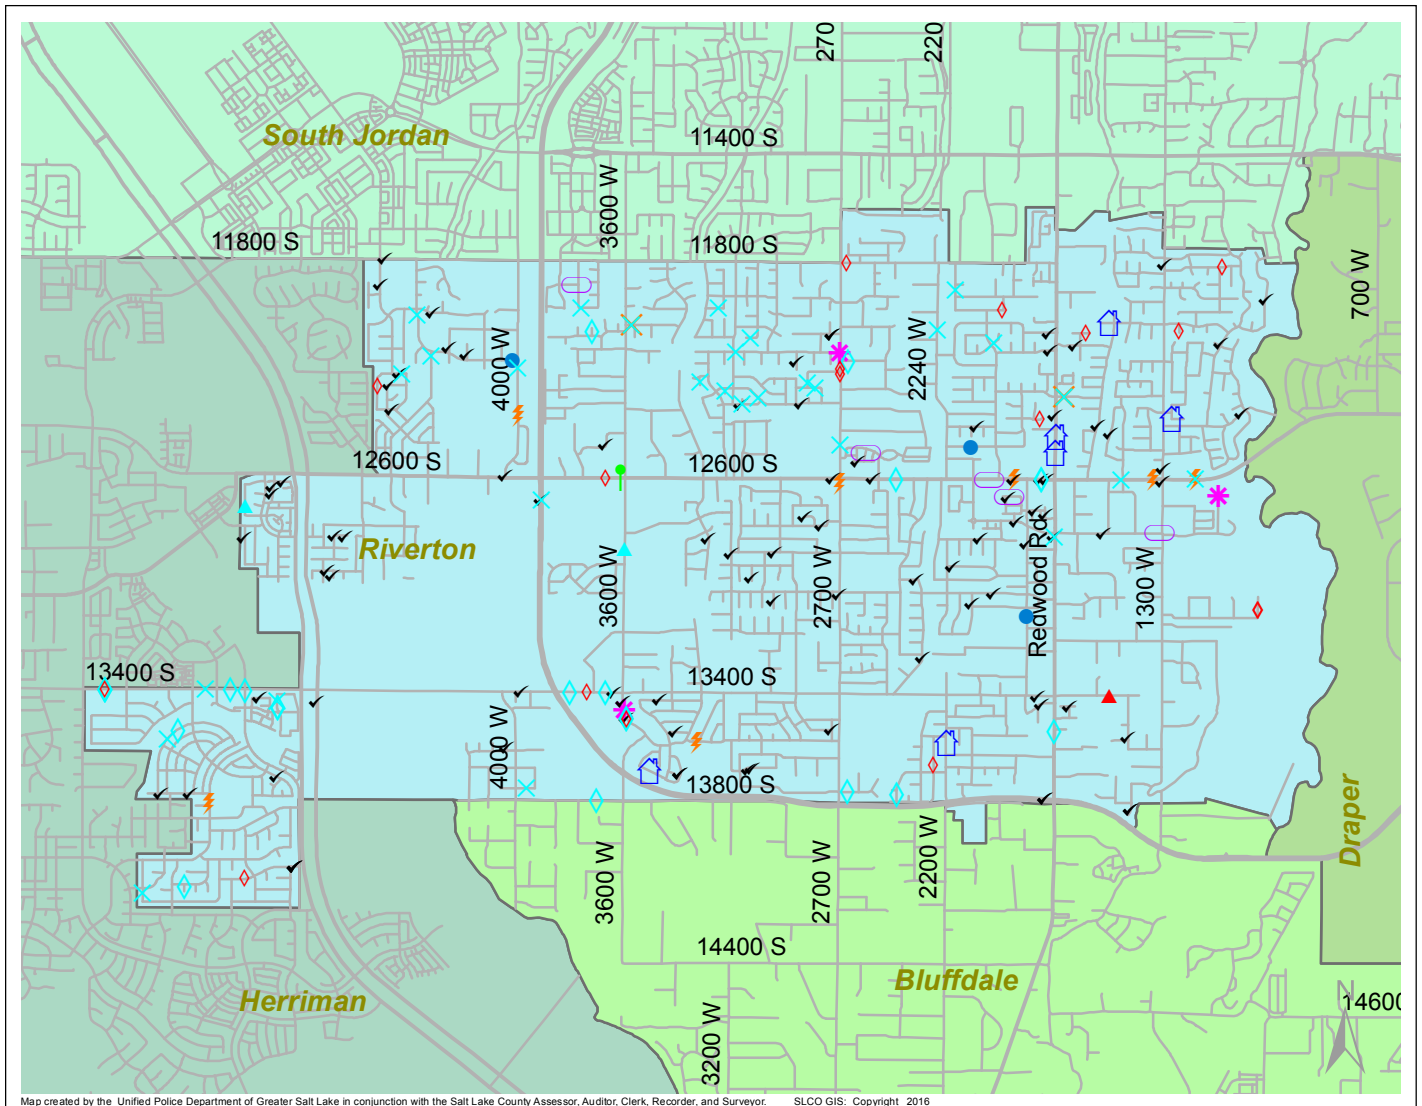 270
220
South Jordan
11400 S
3600 W
11800 S
11800 S
700 W
4000 W
2240 W
12600 S
12600 S
Riverton
Redwood Rd
3600 W
2700 W
1300 W
13400 S
13400 S
4000 W
13800 S
Draper
3600 W
2700 W
2200 W
14400 S
Bluffdale
Herriman
N
14600
3200 W
Map created by the Unified Police Department of Greater Salt Lake in conjunction with the Salt Lake County Assessor, Auditor, Clerk, Recorder, and Surveyor. SLCO GIS: Copyright 2016